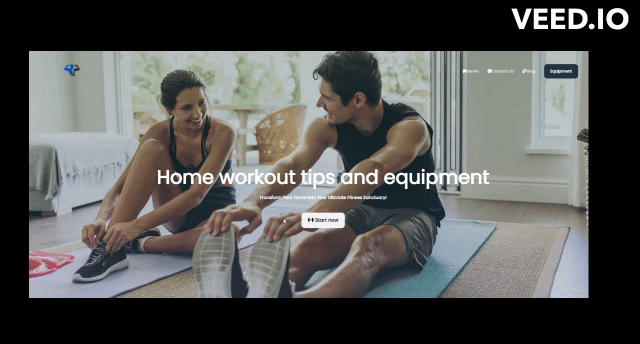 VEED.IO
Home
Contact Us
Blog
Equipment
Home workout tips and equipment
Transform Your Home Into Your Ultimate Fitness Sanctuary!
Start now